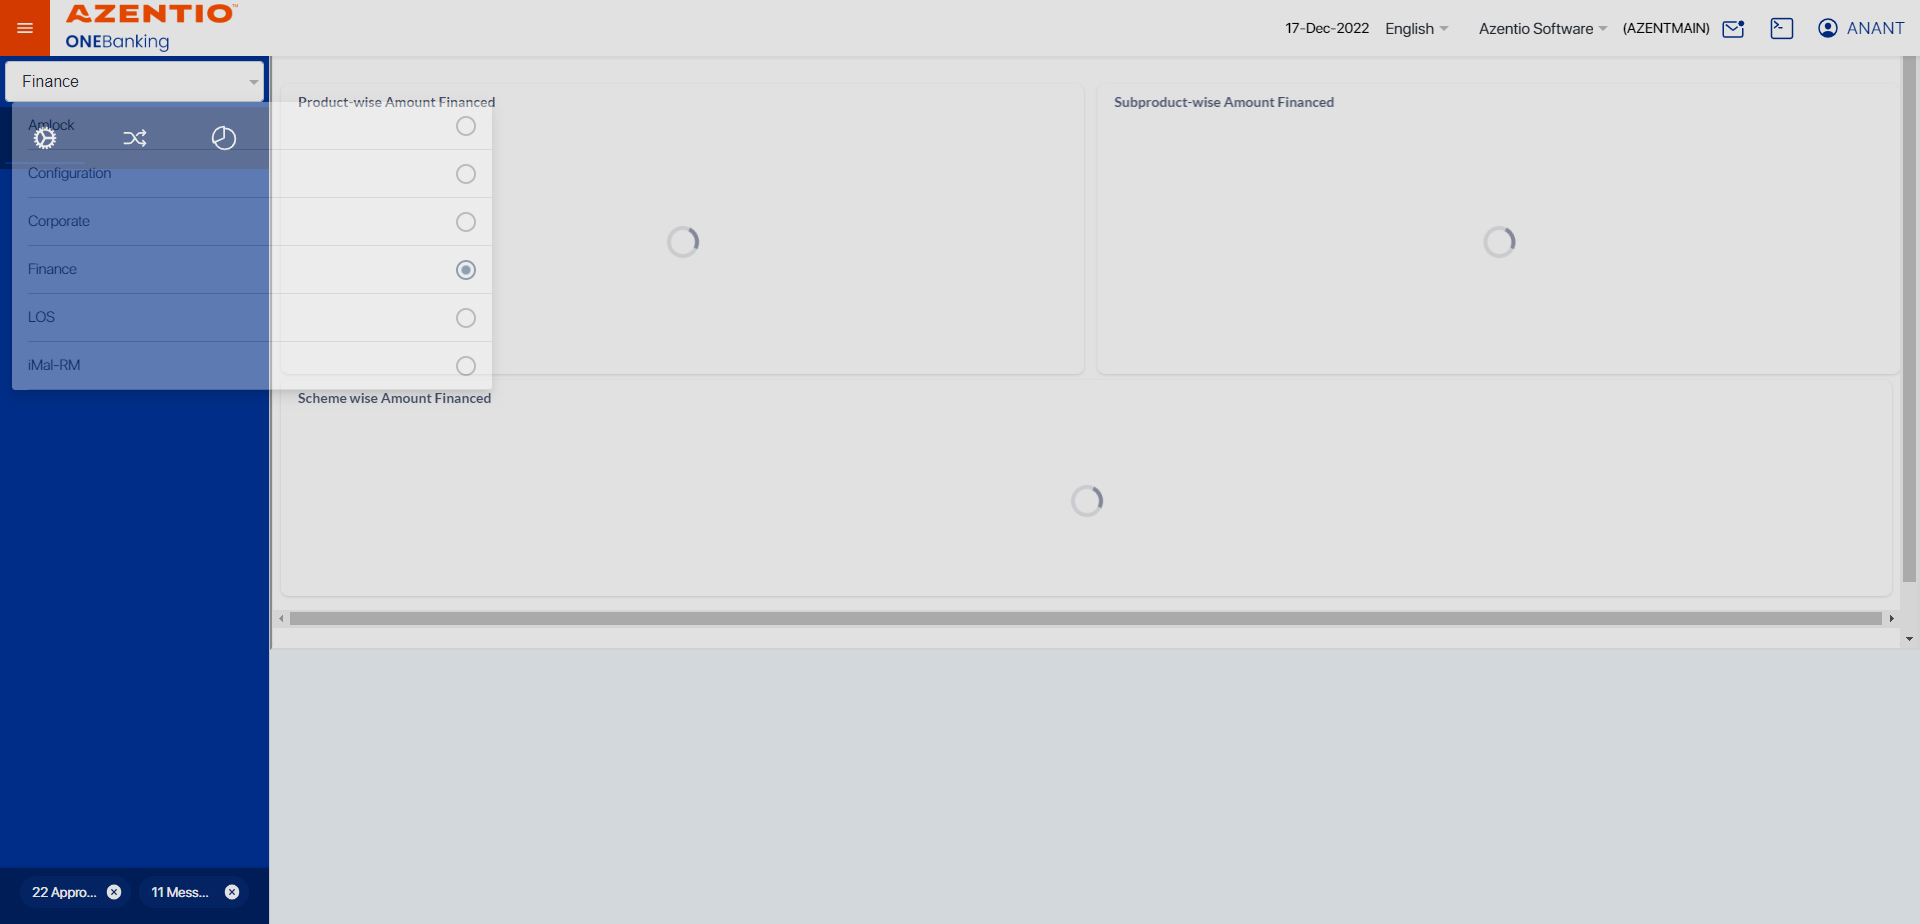 AZENTIO™
ONEBanking
17-Dec-2022 English Azentio Software (AZENTMAIN) ANANT
Finance
Amlock
Configuration
Corporate
Finance
LOS
iMal-RM
Product-wise Amount Financed
Subproduct-wise Amount Financed
Scheme wise Amount Financed
22 Appro... 11 Mess...